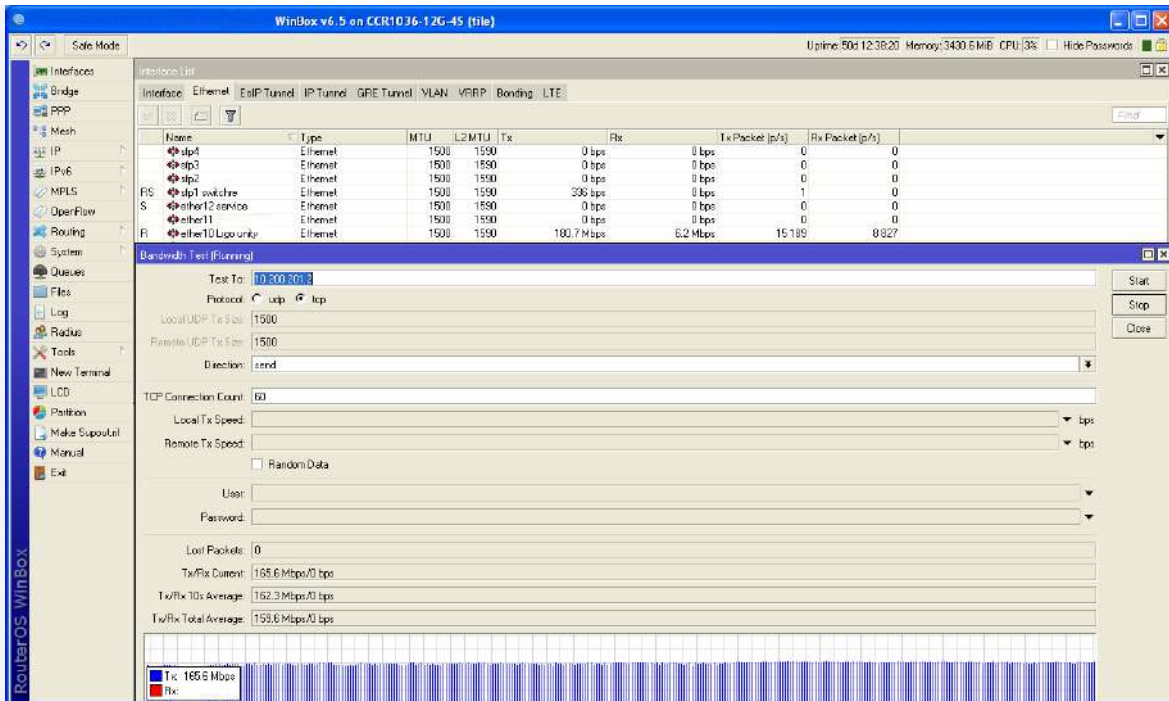 WinBox v6.5 on CCR1036-12G-4S (tile)
Safe Mode
Uptime: 50d 12:38:20 Memory: 3430.6 MiB CPU: 3% Hide Passwords
Interfaces
Bridge
PPP
Mesh
IP
IPv6
MPLS
OpenFlow
Routing
System
Queues
Files
Log
Radius
Tools
New Terminal
LCD
Partition
Make Supout.rif
Manual
Exit
RouterOS WinBox
Interface List
Interface Ethernet EoIP Tunnel IP Tunnel GRE Tunnel VLAN VRRP Bonding LTE
Find
Name Type MTU L2 MTU Tx Rx Tx Packet (p/s) Rx Packet (p/s)
sfp4 Ethernet 1500 1590 0 bps 0 bps 0 0
sfp3 Ethernet 1500 1590 0 bps 0 bps 0 0
sfp2 Ethernet 1500 1590 0 bps 0 bps 0 0
RS sfp1 switchre Ethernet 1500 1590 336 bps 0 bps 1 0
S ether12 service Ethernet 1500 1590 0 bps 0 bps 0 0
ether11 Ethernet 1500 1590 0 bps 0 bps 0 0
R ether10 Ligo unity Ethernet 1500 1590 180.7 Mbps 6.2 Mbps 15 189 8 827
Bandwidth Test (Running)
Test To: 10.200.201.2
Protocol: udp tcp
Local UDP Tx Size: 1500
Remote UDP Tx Size: 1500
Direction: send
TCP Connection Count: 60
Local Tx Speed: bps
Remote Tx Speed: bps
Random Data
User:
Password:
Lost Packets: 0
Tx/Rx Current: 165.6 Mbps/0 bps
Tx/Rx 10s Average: 162.3 Mbps/0 bps
Tx/Rx Total Average: 159.6 Mbps/0 bps
Start
Stop
Close
Tx: 165.6 Mbps
Rx: